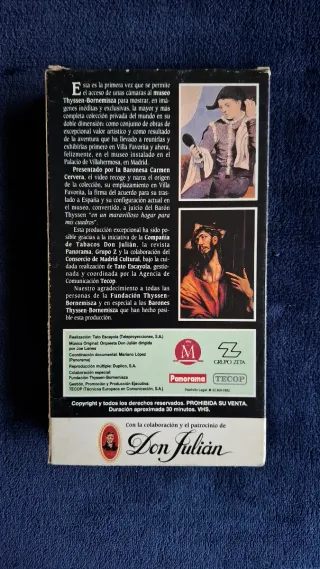 Esta es la primera vez que se permite
el acceso de unas cámaras al museo
Thyssen-Bornemisza para mostrar, en imá-
genes inéditas y exclusivas, la mayor y más
completa colección privada del mundo en su
doble dimensión: como conjunto de obras de
excepcional valor artístico y como resultado
de la aventura que ha llevado a reunirlas y
exhibirlas primero en Villa Favorita y ahora,
felizmente, en el museo instalado en el
Palacio de Villahermosa, en Madrid.
Presentado por la Baronesa Carmen
Cervera, el vídeo recoge y narra el origen
de la colección, su emplazamiento en Villa
Favorita, la firma del acuerdo para su tras-
lado a España y su configuración actual en
el museo, convertido, a juicio del Barón
Thyssen "en un maravilloso hogar para
mis cuadros".
Esta producción excepcional ha sido po-
sible gracias a la iniciativa de la Compañía
de Tabacos Don Julián, la revista
Panorama, Grupo Z y la colaboración del
Consorcio de Madrid Cultural, bajo la cui-
dada realización de Tato Escayola, gestio-
nada y coordinada por la Agencia de
Comunicación Tecop.
Nuestro agradecimiento a todas las
personas de la Fundación Thyssen-
Bornemisza y en especial a los Barones
Thyssen Bornemisza que han hecho posi-
ble esta producción.
Realización: Tato Escayola (Teleproyecciones, S.A.)
Música Original: Orquesta Don Julián dirigida
por Joe Lanier
Coordinación documental: Mariano López
(Panorama)
Reproducción múltiple: Duplico, S.A.
Colaboración especial:
Fundación Thyssen-Bornemisza
Gestión, Promoción y Producción Ejecutiva:
TECOP (Técnicos Europeos en Comunicación, S.A.)
M
GRUPO ZETA
Panorama
TECOP
Copyright y todos los derechos reservados. PROHIBIDA SU VENTA.
Duración aproximada 30 minutos. VHS.
Con la colaboración y el patrocinio de
Don Julián